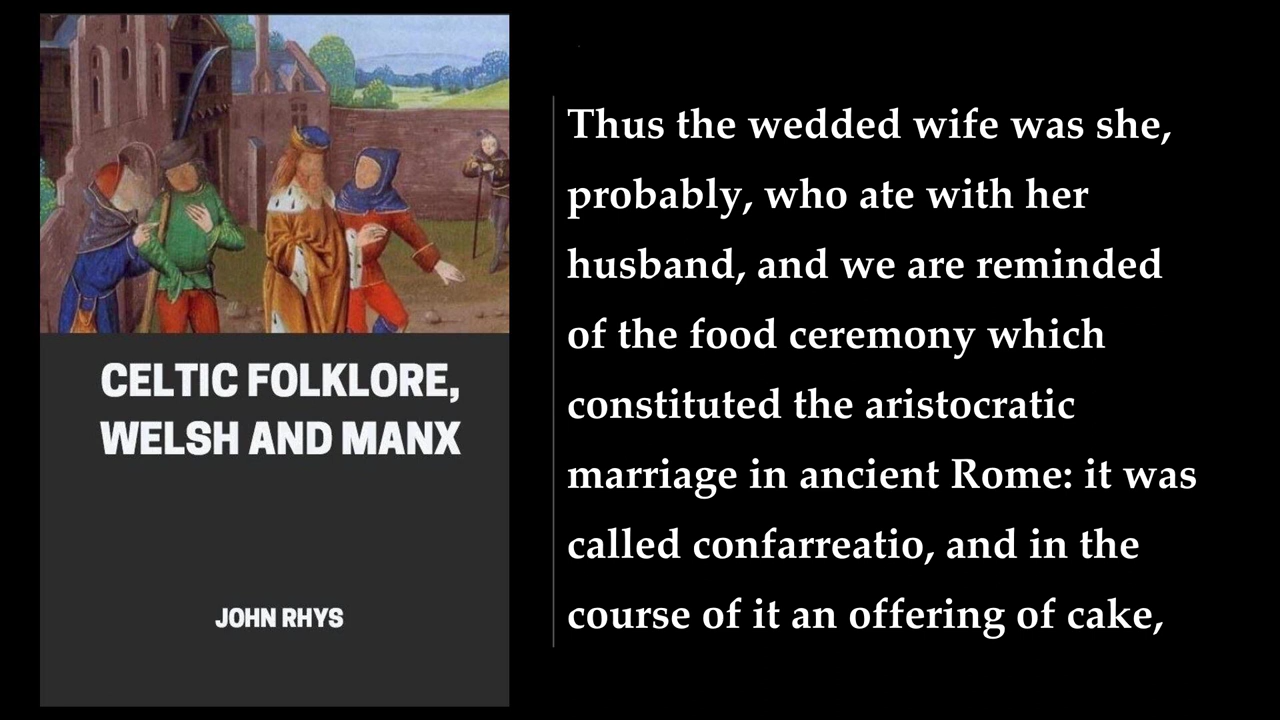 CELTIC FOLKLORE,
WELSH AND MANX
JOHN RHYS
Thus the wedded wife was she,
probably, who ate with her
husband, and we are reminded
of the food ceremony which
constituted the aristocratic
marriage in ancient Rome: it was
called confarreatio, and in the
course of it an offering of cake,